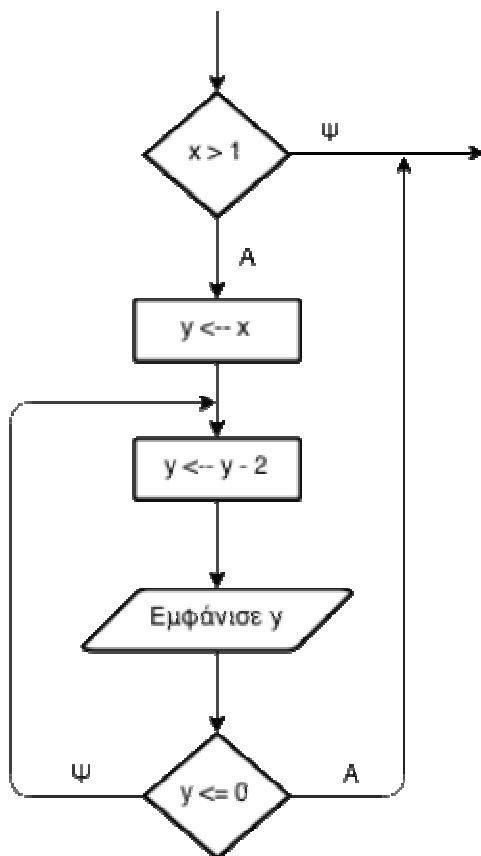 x > 1
Ψ
Α
y <-- x
y <-- y - 2
Εμφάνισε y
Ψ
y <= 0
Α